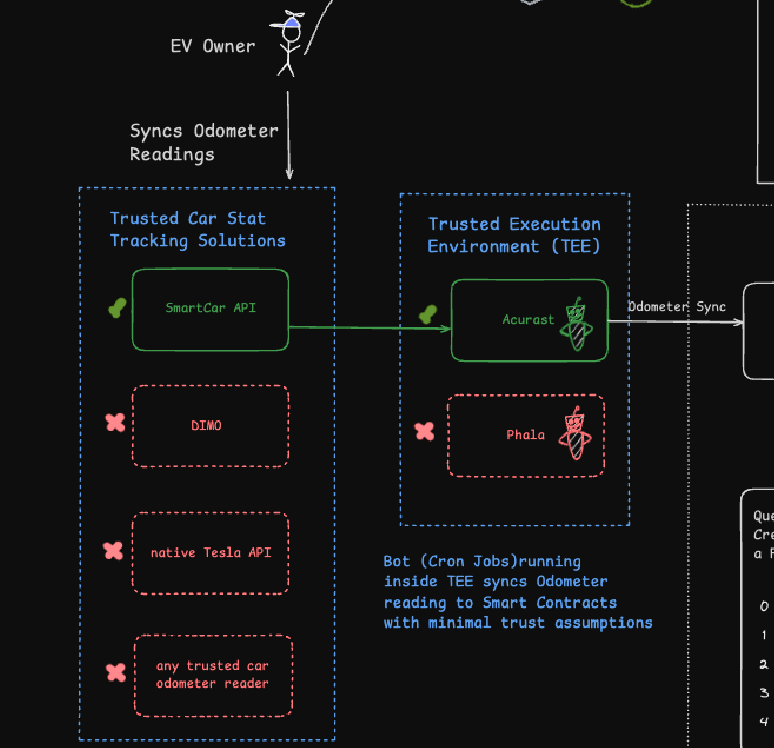 EV Owner
Syncs Odometer
Readings
Trusted Car Stat
Tracking Solutions
SmartCar API
DIMO
native Tesla API
any trusted car
odometer reader
Trusted Execution
Environment (TEE)
Acurast
Phala
Bot (Cron Jobs)running
inside TEE syncs Odometer
reading to Smart Contracts
with minimal trust assumptions
Odometer Sync
Que
Cre
a
0
1
2
3
4